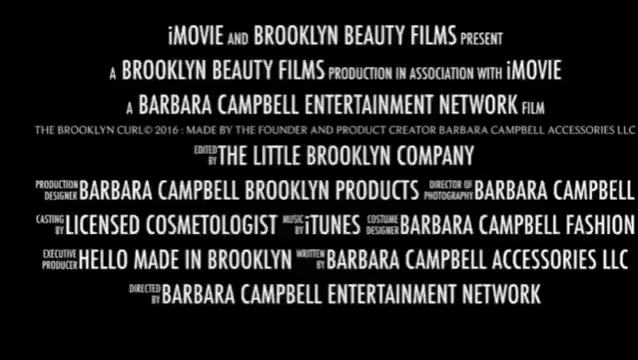 iMOVIE AND BROOKLYN BEAUTY FILMS PRESENT
A BROOKLYN BEAUTY FILMS PRODUCTION IN ASSOCIATION WITH iMOVIE
A BARBARA CAMPBELL ENTERTAINMENT NETWORK FILM
THE BROOKLYN CURL© 2016 : MADE BY THE FOUNDER AND PRODUCT CREATOR BARBARA CAMPBELL ACCESSORIES LLC
EDITED BY THE LITTLE BROOKLYN COMPANY
PRODUCTION DESIGNER BARBARA CAMPBELL BROOKLYN PRODUCTS DIRECTOR OF PHOTOGRAPHY BARBARA CAMPBELL
CASTING BY LICENSED COSMETOLOGIST MUSIC BY iTUNES COSTUME DESIGNER BARBARA CAMPBELL FASHION
EXECUTIVE PRODUCER HELLO MADE IN BROOKLYN WRITTEN BY BARBARA CAMPBELL ACCESSORIES LLC
DIRECTED BY BARBARA CAMPBELL ENTERTAINMENT NETWORK